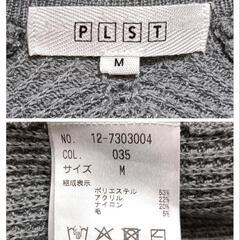 PLST
M
NO. 12-7303004
COL. 035
サイズ M
組成表示
ポリエステル 53%
アクリル 22%
ナイロン 20%
毛 5%